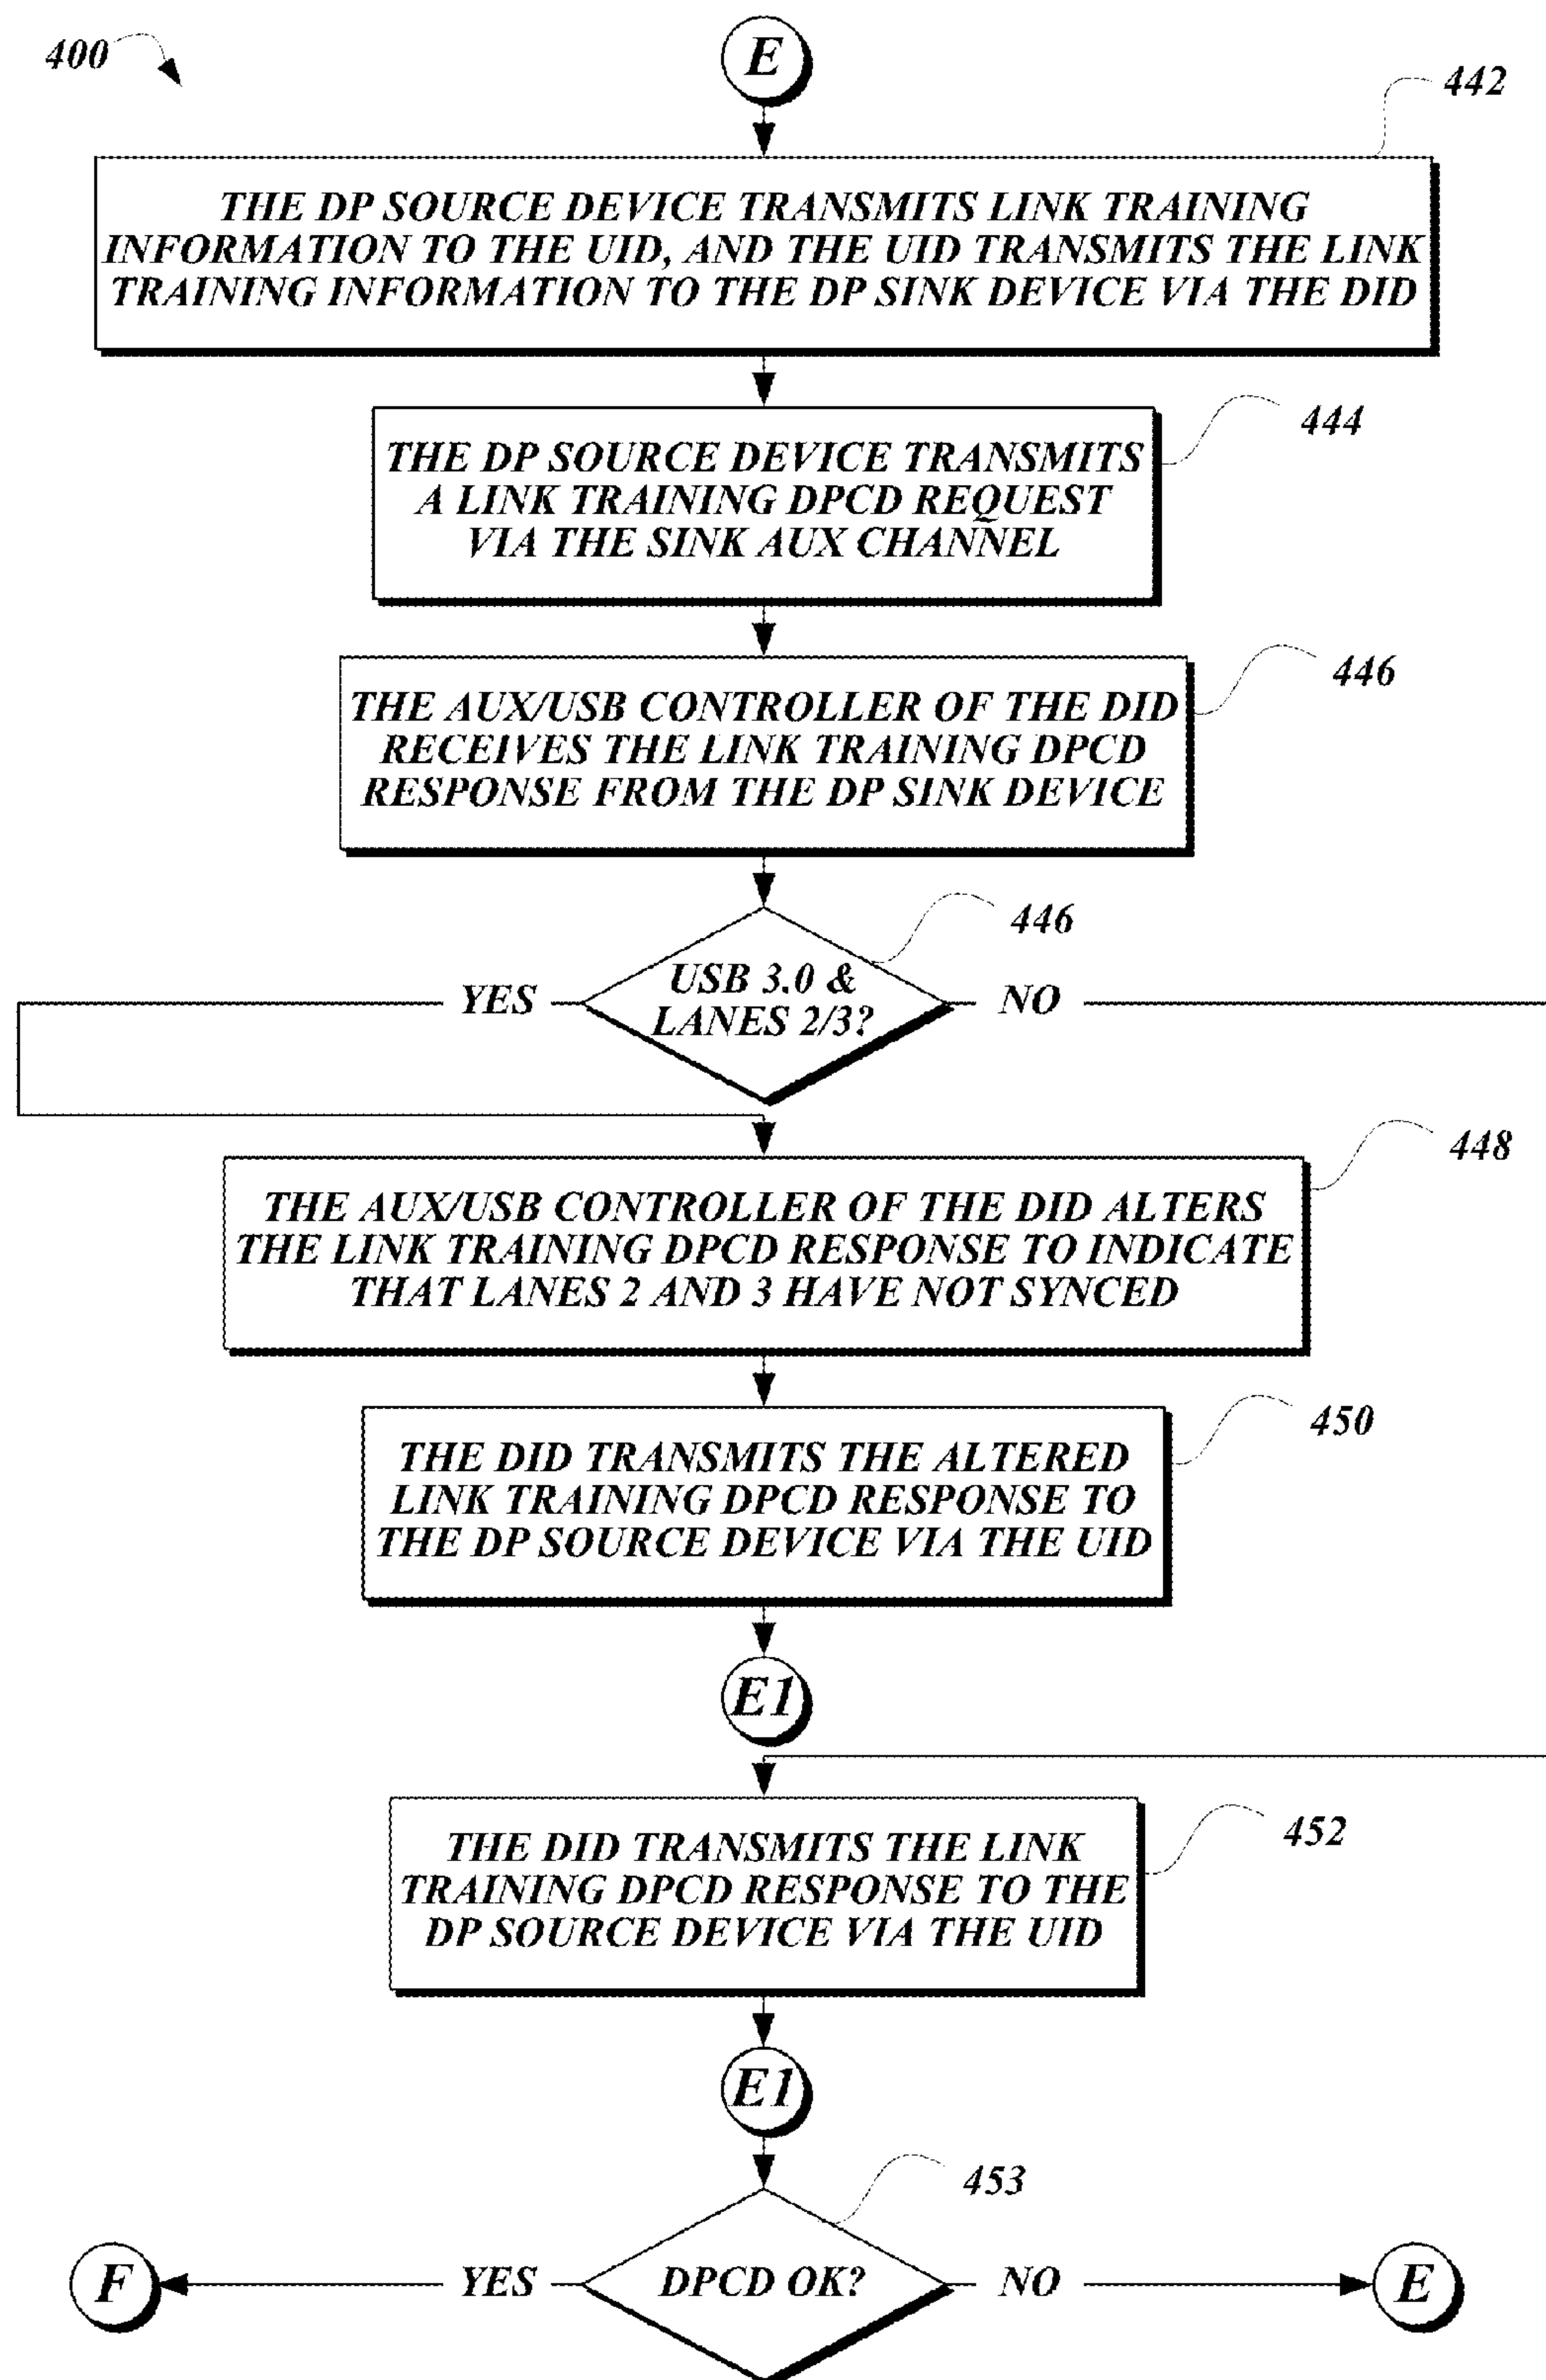 400
E
442
THE DP SOURCE DEVICE TRANSMITS LINK TRAINING
INFORMATION TO THE UID, AND THE UID TRANSMITS THE LINK
TRAINING INFORMATION TO THE DP SINK DEVICE VIA THE DID
444
THE DP SOURCE DEVICE TRANSMITS
A LINK TRAINING DPCD REQUEST
VIA THE SINK AUX CHANNEL
446
THE AUX/USB CONTROLLER OF THE DID
RECEIVES THE LINK TRAINING DPCD
RESPONSE FROM THE DP SINK DEVICE
446
USB 3.0 &
LANES 2/3?
YES
NO
448
THE AUX/USB CONTROLLER OF THE DID ALTERS
THE LINK TRAINING DPCD RESPONSE TO INDICATE
THAT LANES 2 AND 3 HAVE NOT SYNCED
450
THE DID TRANSMITS THE ALTERED
LINK TRAINING DPCD RESPONSE TO
THE DP SOURCE DEVICE VIA THE UID
E1
452
THE DID TRANSMITS THE LINK
TRAINING DPCD RESPONSE TO THE
DP SOURCE DEVICE VIA THE UID
E1
453
F
YES
DPCD OK?
NO
E